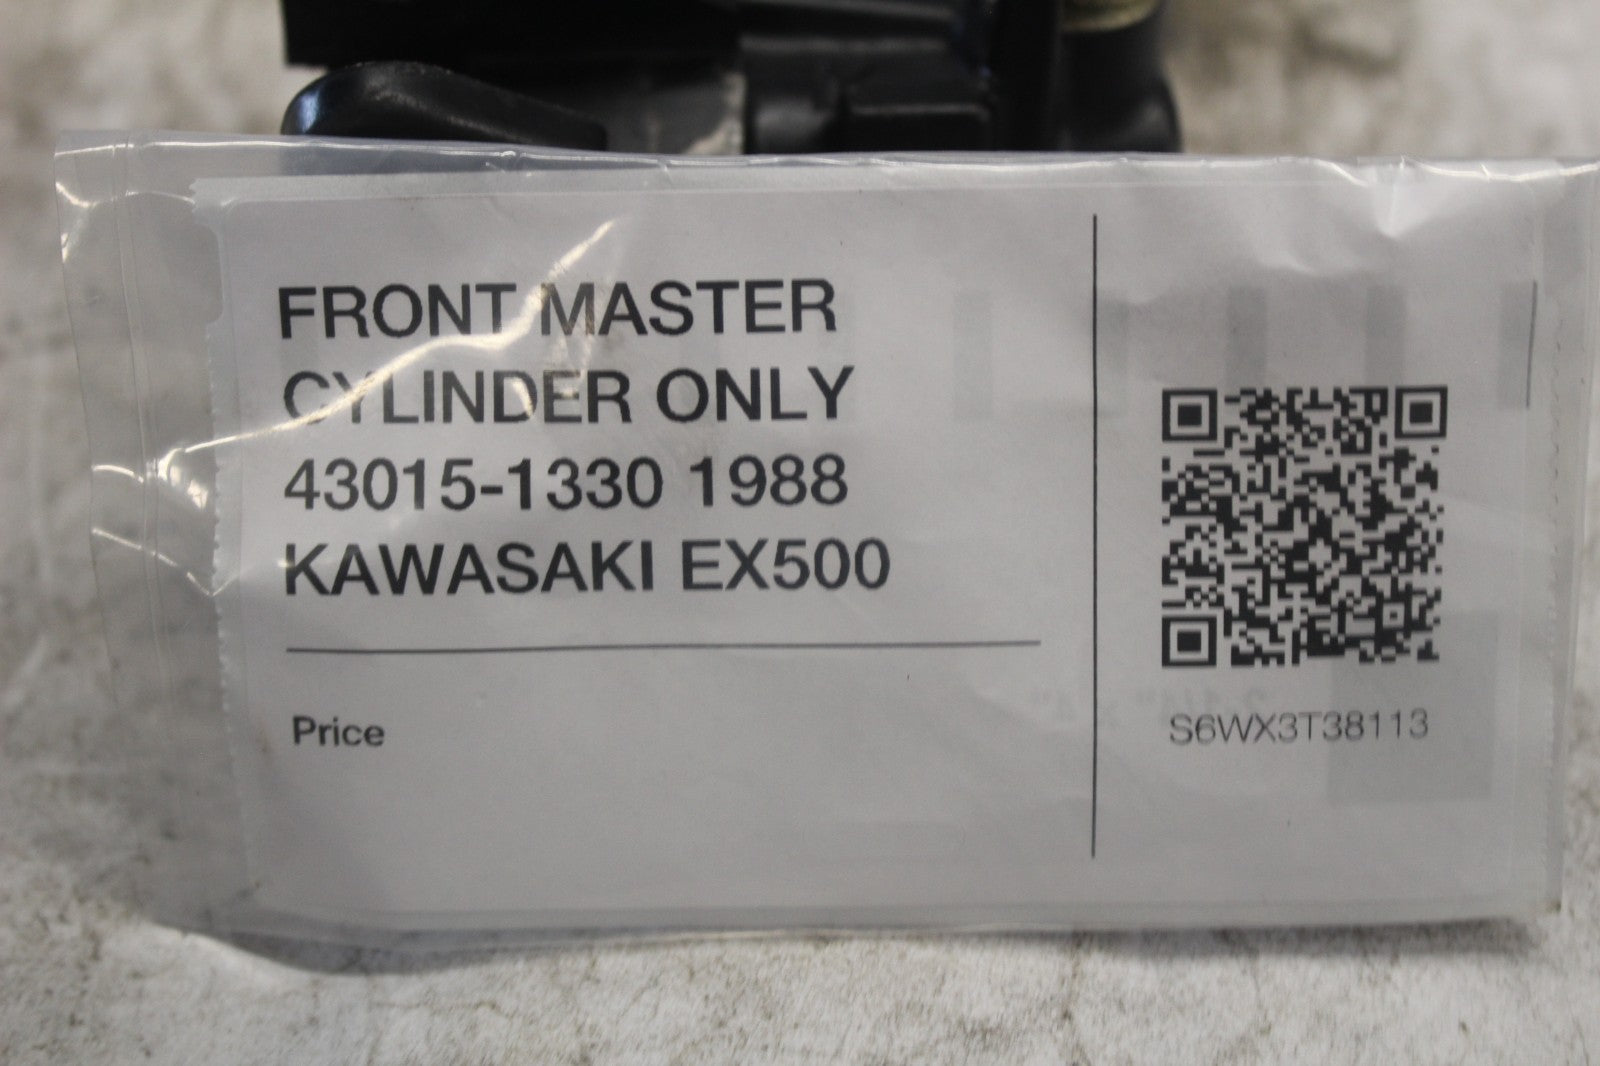 FRONT MASTER
CYLINDER ONLY
43015-1330 1988
KAWASAKI EX500
Price
S6WX3T38113